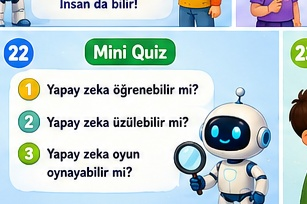 İnsan da bilir!
22
Mini Quiz
1 Yapay zeka öğrenebilir mi?
2 Yapay zeka üzülebilir mi?
3 Yapay zeka oyun
oynayabilir mi?